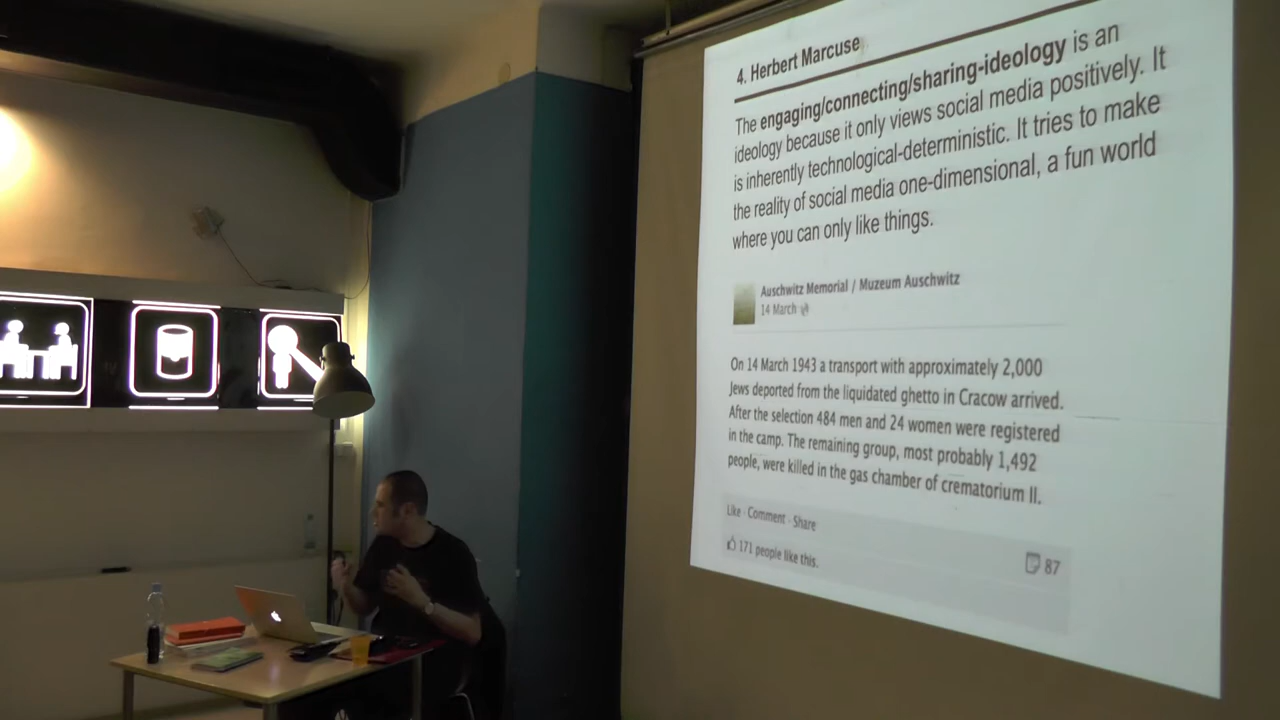 4. Herbert Marcuse
The engaging/connecting/sharing-ideology is an
ideology because it only views social media positively. It
is inherently technological-deterministic. It tries to make
the reality of social media one-dimensional, a fun world
where you can only like things.
Auschwitz Memorial / Muzeum Auschwitz
14 March
On 14 March 1943 a transport with approximately 2,000
Jews deported from the liquidated ghetto in Cracow arrived.
After the selection 484 men and 24 women were registered
in the camp. The remaining group, most probably 1,492
people, were killed in the gas chamber of crematorium II.
Like · Comment · Share
171 people like this.
87